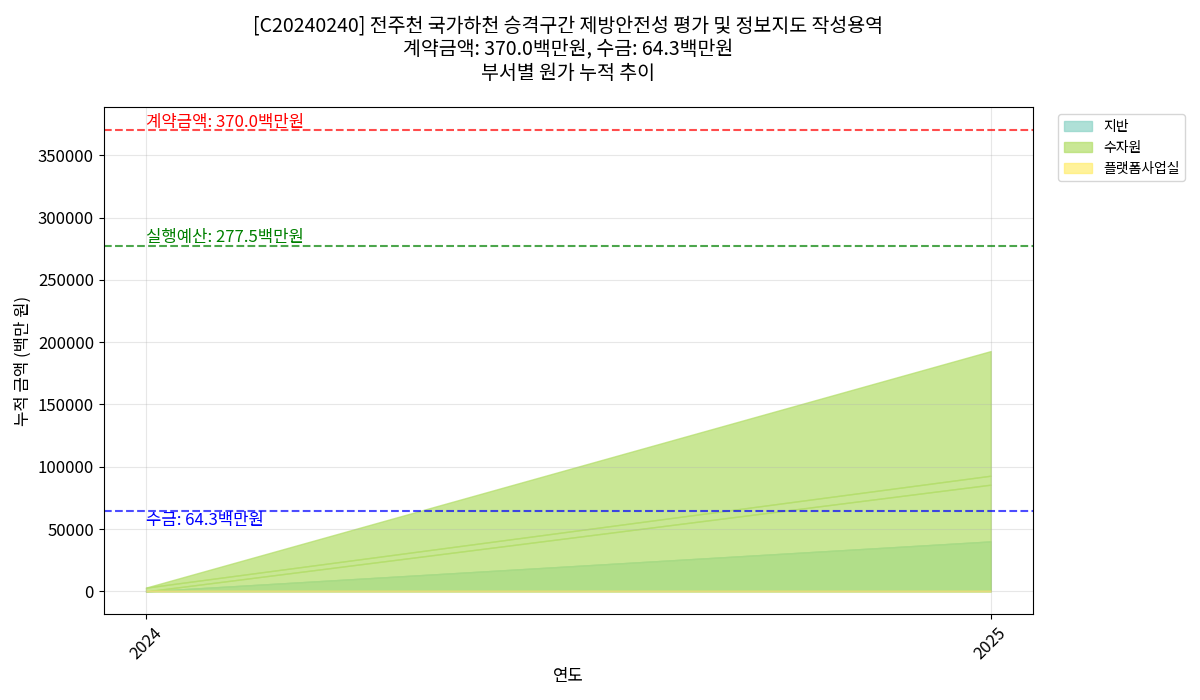 [C20240240] 전주천 국가하천 승격구간 제방안전성 평가 및 정보지도 작성용역
계약금액: 370.0백만원, 수금: 64.3백만원
부서별 원가 누적 추이
계약금액: 370.0백만원
실행예산: 277.5백만원
수금: 64.3백만원
지반
수자원
플랫폼사업실
누적 금액 (백만 원)
350000
300000
250000
200000
150000
100000
50000
0
2024
2025
연도